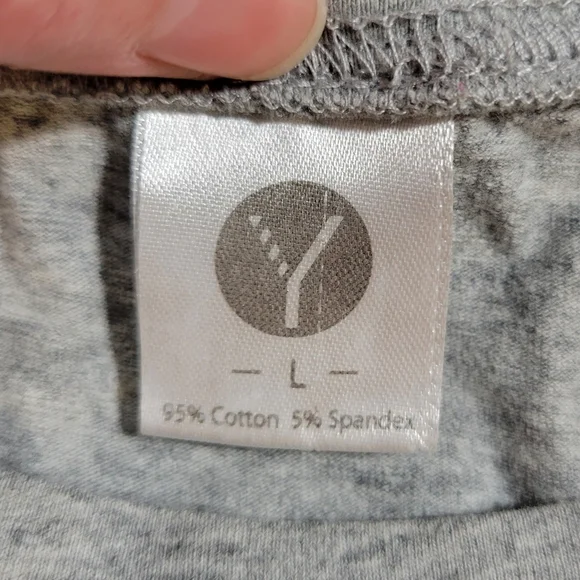 Y
— L —
95% Cotton 5% Spandex